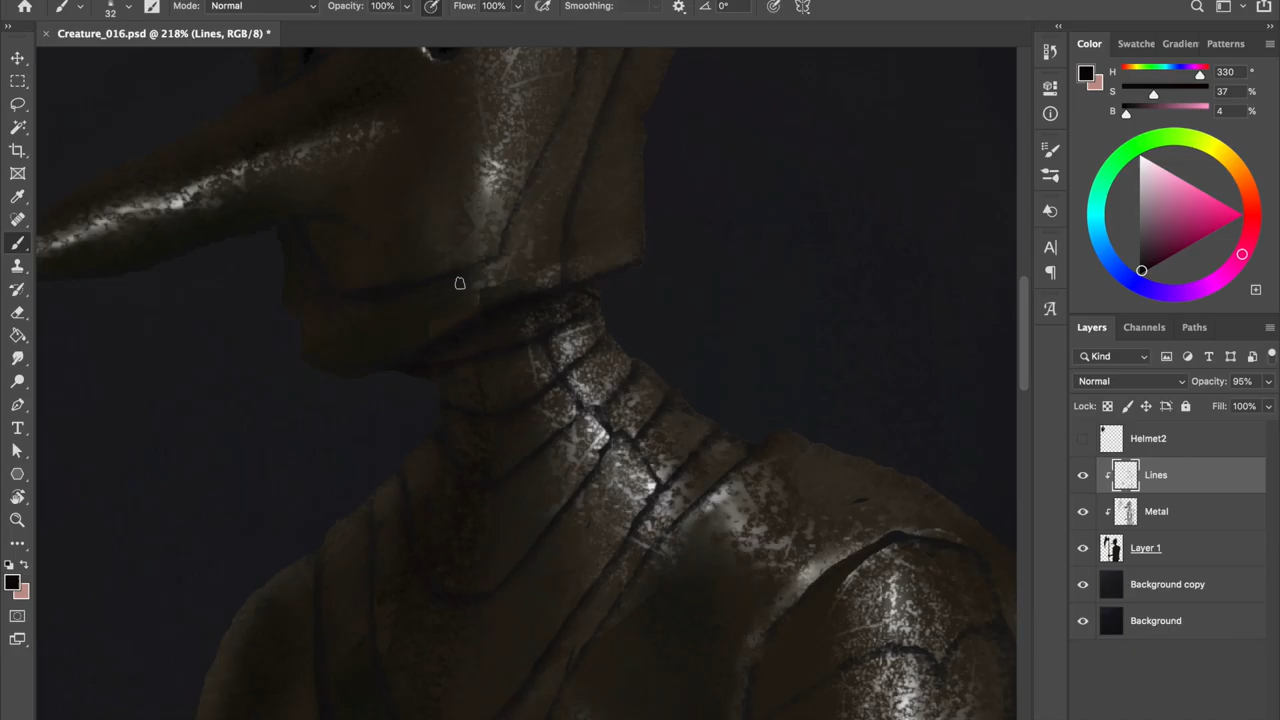 32 Mode: Normal Opacity: 100% Flow: 100% Smoothing: 0°
× Creature_016.psd @ 218% (Lines, RGB/8) *
Color Swatche Gradien Patterns
H 330 °
S 37 %
B 4 %
Layers Channels Paths
Kind
Normal Opacity: 95%
Lock: Fill: 100%
Helmet2
Lines
Metal
Layer 1
Background copy
Background